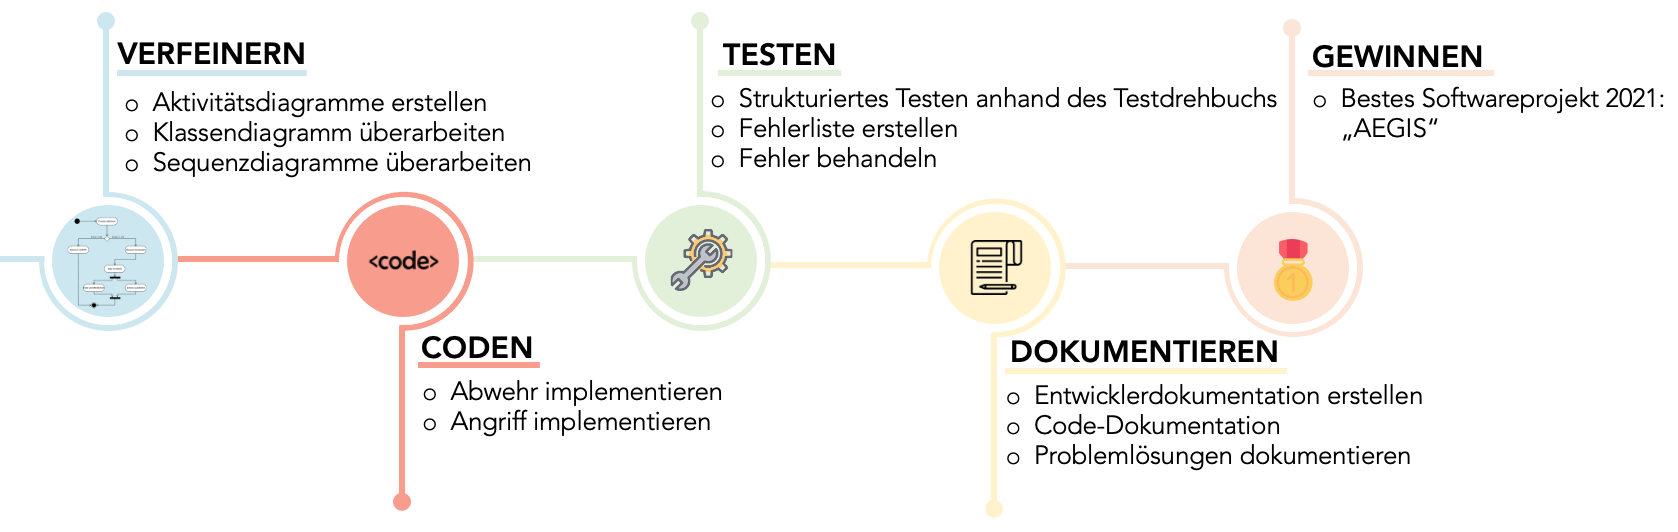 VERFEINERN
o Aktivitätsdiagramme erstellen
o Klassendiagramm überarbeiten
o Sequenzdiagramme überarbeiten
<code>
CODEN
o Abwehr implementieren
o Angriff implementieren
TESTEN
o Strukturiertes Testen anhand des Testdrehbuchs
o Fehlerliste erstellen
o Fehler behandeln
DOKUMENTIEREN
o Entwicklerdokumentation erstellen
o Code-Dokumentation
o Problemlösungen dokumentieren
GEWINNEN
o Bestes Softwareprojekt 2021:
„AEGIS“
1